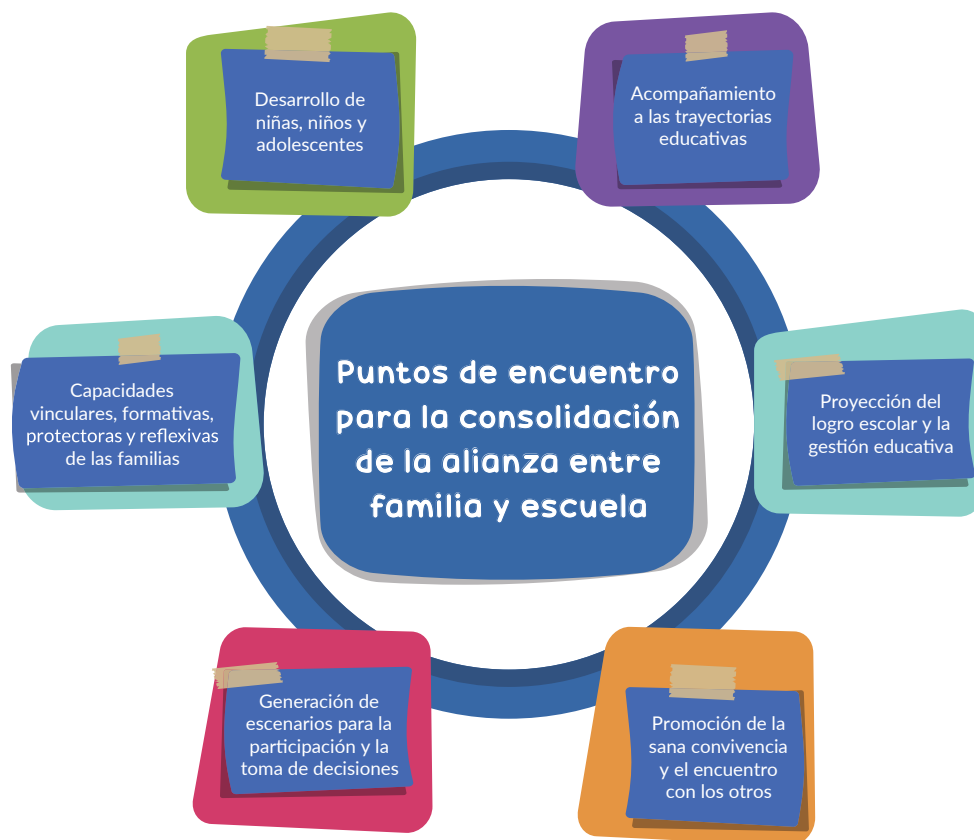 Desarrollo de
niñas, niños y
adolescentes
Acompañamiento
a las trayectorias
educativas
Capacidades
vinculares, formativas,
protectoras y reflexivas
de las familias
Puntos de encuentro
para la consolidación
de la alianza entre
familia y escuela
Proyección del
logro escolar y la
gestión educativa
Generación de
escenarios para la
participación y la
toma de decisiones
Promoción de la
sana convivencia
y el encuentro
con los otros